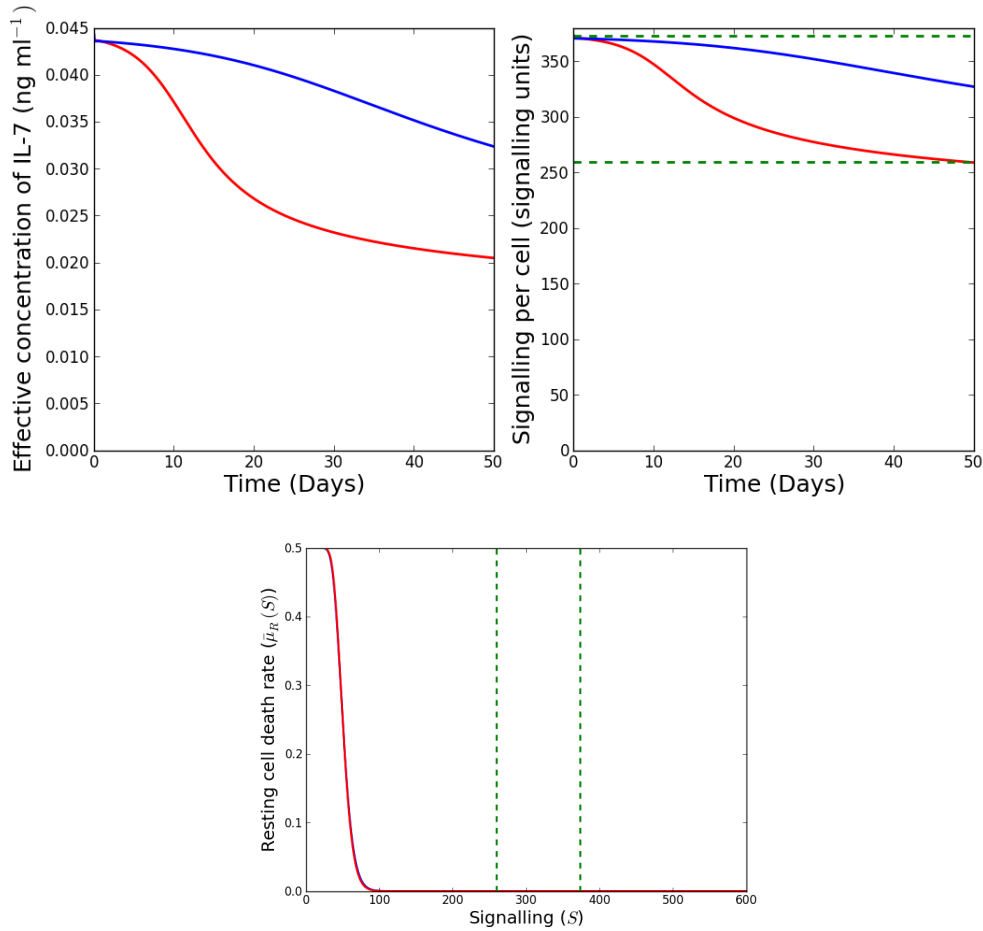 Effective concentration of IL-7 (ng ml⁻¹)
0.045
0.040
0.035
0.030
0.025
0.020
0.015
0.010
0.005
0.000
0 10 20 30 40 50
Time (Days)
Signalling per cell (signalling units)
350
300
250
200
150
100
50
0
0 10 20 30 40 50
Time (Days)
Resting cell death rate (μ̄_R (S))
0.5
0.4
0.3
0.2
0.1
0.0
0 100 200 300 400 500 600
Signalling (S)